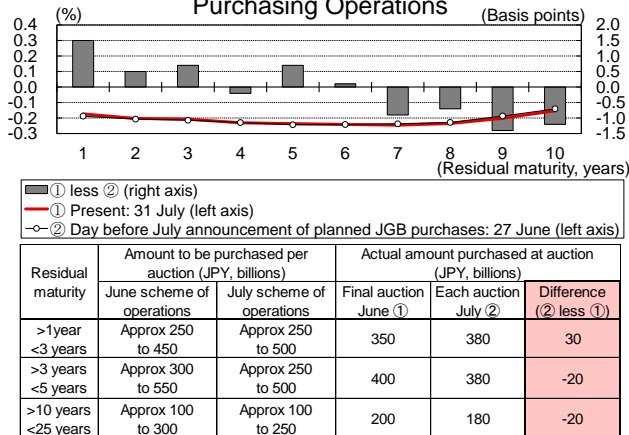 Purchasing Operations
(%)
(Basis points)
0.4
0.3
0.2
0.1
0.0
-0.1
-0.2
-0.3
2.0
1.5
1.0
0.5
0.0
-0.5
-1.0
-1.5
1 2 3 4 5 6 7 8 9 10
(Residual maturity, years)
① less ② (right axis)
① Present: 31 July (left axis)
② Day before July announcement of planned JGB purchases: 27 June (left axis)
Residual maturity
Amount to be purchased per auction (JPY, billions)
Actual amount purchased at auction (JPY, billions)
June scheme of operations
July scheme of operations
Final auction June ①
Each auction July ②
Difference (② less ①)
>1year <3 years
Approx 250 to 450
Approx 250 to 500
350
380
30
>3 years <5 years
Approx 300 to 550
Approx 250 to 500
400
380
-20
>10 years <25 years
Approx 100 to 300
Approx 100 to 250
200
180
-20